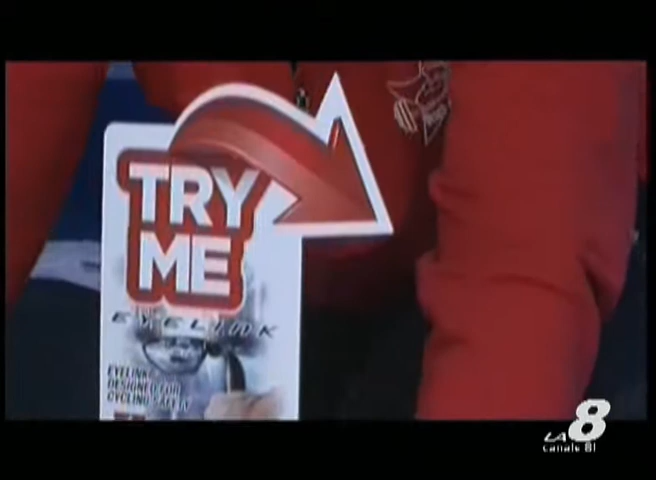 TRY
ME
EYELOOK
EYELINK
DESIGNED FOR
CYCLING SAFETY
LA 8
canale 81